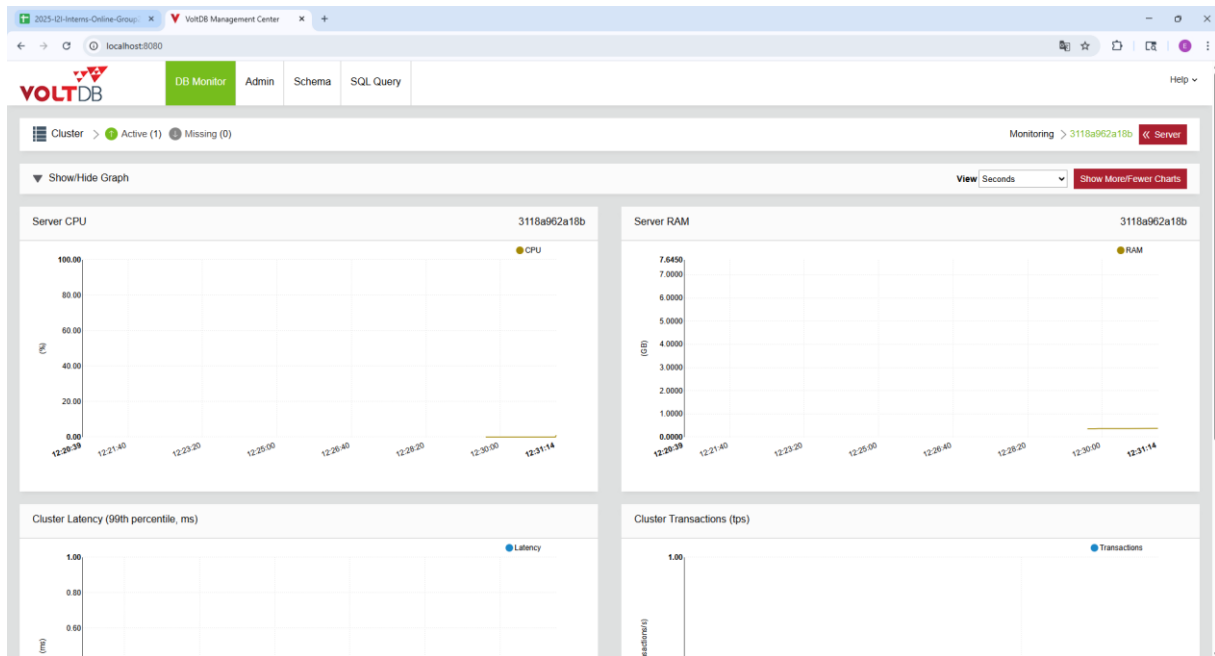 2025-I2I-Interns-Online-Group
VoltDB Management Center
localhost:8080
E
VOLTDB
DB Monitor
Admin
Schema
SQL Query
Help
Cluster > Active (1) Missing (0)
Monitoring > 3118a962a18b « Server
Show/Hide Graph
View Seconds
Show More/Fewer Charts
Server CPU 3118a962a18b
CPU
100.00
80.00
60.00
40.00
20.00
0.00
(%)
12:20:39 12:21:40 12:23:20 12:25:00 12:26:40 12:28:20 12:30:00 12:31:14
Server RAM 3118a962a18b
RAM
7.6450
7.0000
6.0000
5.0000
4.0000
3.0000
2.0000
1.0000
0.0000
(GB)
12:20:39 12:21:40 12:23:20 12:25:00 12:26:40 12:28:20 12:30:00 12:31:14
Cluster Latency (99th percentile, ms)
Latency
1.00
0.80
0.60
(ms)
Cluster Transactions (tps)
Transactions
1.00